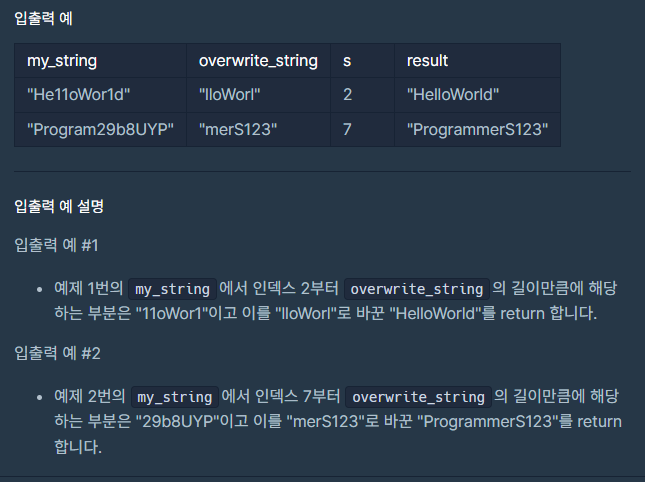 입출력 예
my_string overwrite_string s result
"He11oWor1d" "lloWorl" 2 "HelloWorld"
"Program29b8UYP" "merS123" 7 "ProgrammerS123"
입출력 예 설명
입출력 예 #1
• 예제 1번의 my_string 에서 인덱스 2부터 overwrite_string 의 길이만큼에 해당
하는 부분은 "11oWor1"이고 이를 "lloWorl"로 바꾼 "HelloWorld"를 return 합니다.
입출력 예 #2
• 예제 2번의 my_string 에서 인덱스 7부터 overwrite_string 의 길이만큼에 해당
하는 부분은 "29b8UYP"이고 이를 "merS123"로 바꾼 "ProgrammerS123"를 return
합니다.